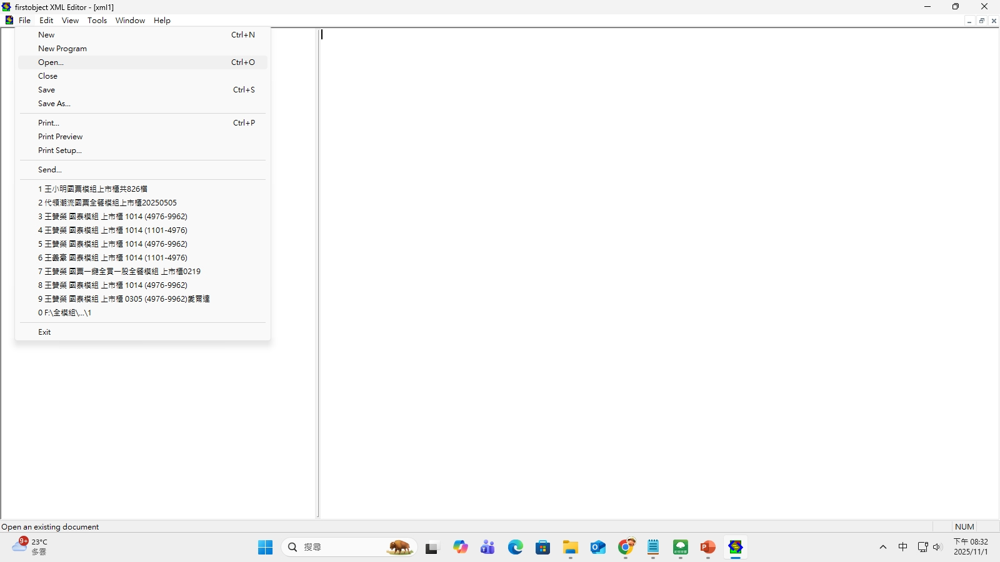 firstobject XML Editor - [xml1]
File Edit View Tools Window Help
New Ctrl+N
New Program
Open... Ctrl+O
Close
Save Ctrl+S
Save As...
Print... Ctrl+P
Print Preview
Print Setup...
Send...
1 王小明國票模組上市櫃共826檔
2 代領潮流國票全餐模組上市櫃20250505
3 王贊榮 國泰模組 上市櫃 1014 (4976-9962)
4 王贊榮 國泰模組 上市櫃 1014 (1101-4976)
5 王贊榮 國泰模組 上市櫃 1014 (4976-9962)
6 王義豪 國泰模組 上市櫃 1014 (1101-4976)
7 王贊榮 國票一鍵全買一股全餐模組 上市櫃0219
8 王贊榮 國泰模組 上市櫃 1014 (4976-9962)
9 王贊榮 國泰模組 上市櫃 0305 (4976-9962)愛爾達
0 F:\全模組\...\1
Exit
Open an existing document
NUM
9+
23°C
多雲
搜尋
中
下午 08:32
2025/11/1